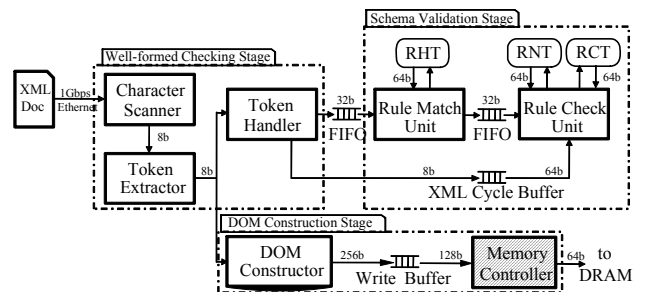 Schema Validation Stage
Well-formed Checking Stage
RHT
RNT
RCT
64b
64b
64b
XML
Doc
1Gbps
Ethernet
Character
Scanner
Token
Handler
32b
FIFO
Rule Match
Unit
32b
FIFO
Rule Check
Unit
8b
Token
Extractor
8b
8b
64b
XML Cycle Buffer
DOM Construction Stage
DOM
Constructor
256b
128b
Write Buffer
Memory
Controller
64b
to
DRAM